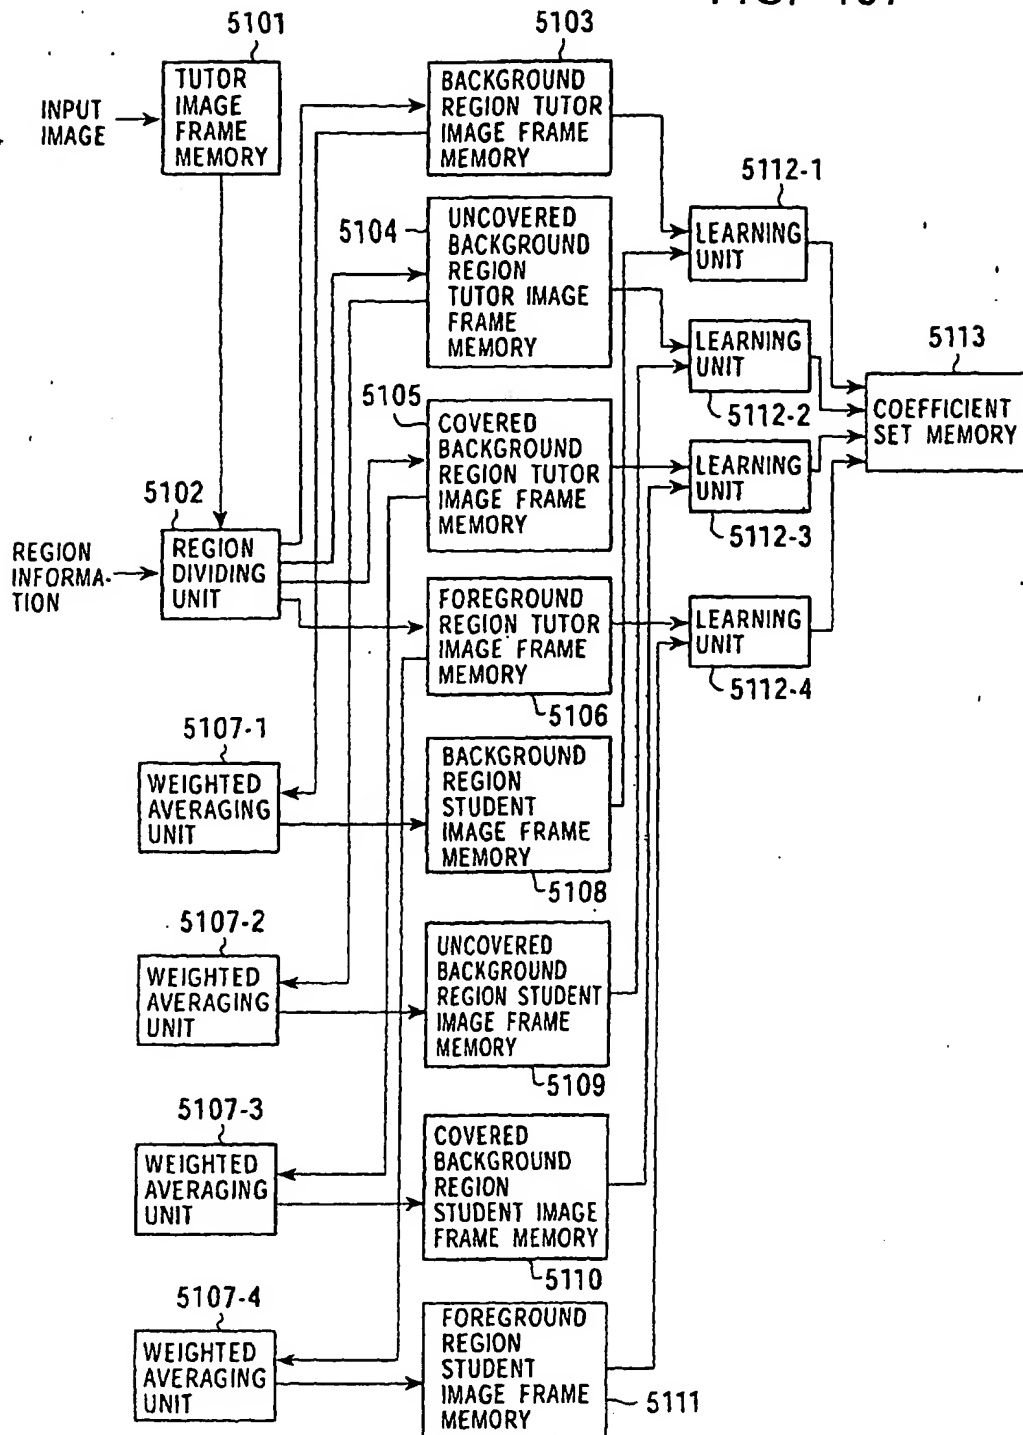 5101
TUTOR
IMAGE
FRAME
MEMORY
INPUT
IMAGE
5103
BACKGROUND
REGION TUTOR
IMAGE FRAME
MEMORY
5104
UNCOVERED
BACKGROUND
REGION
TUTOR IMAGE
FRAME
MEMORY
5112-1
LEARNING
UNIT
LEARNING
UNIT
5112-2
5113
COEFFICIENT
SET MEMORY
5105
COVERED
BACKGROUND
REGION TUTOR
IMAGE FRAME
MEMORY
LEARNING
UNIT
5112-3
5102
REGION
DIVIDING
UNIT
REGION
INFORMA-
TION
FOREGROUND
REGION TUTOR
IMAGE FRAME
MEMORY
5106
LEARNING
UNIT
5112-4
5107-1
WEIGHTED
AVERAGING
UNIT
BACKGROUND
REGION
STUDENT
IMAGE FRAME
MEMORY
5108
5107-2
WEIGHTED
AVERAGING
UNIT
UNCOVERED
BACKGROUND
REGION STUDENT
IMAGE FRAME
MEMORY
5109
5107-3
WEIGHTED
AVERAGING
UNIT
COVERED
BACKGROUND
REGION
STUDENT IMAGE
FRAME MEMORY
5110
5107-4
WEIGHTED
AVERAGING
UNIT
FOREGROUND
REGION
STUDENT
IMAGE FRAME
MEMORY
5111